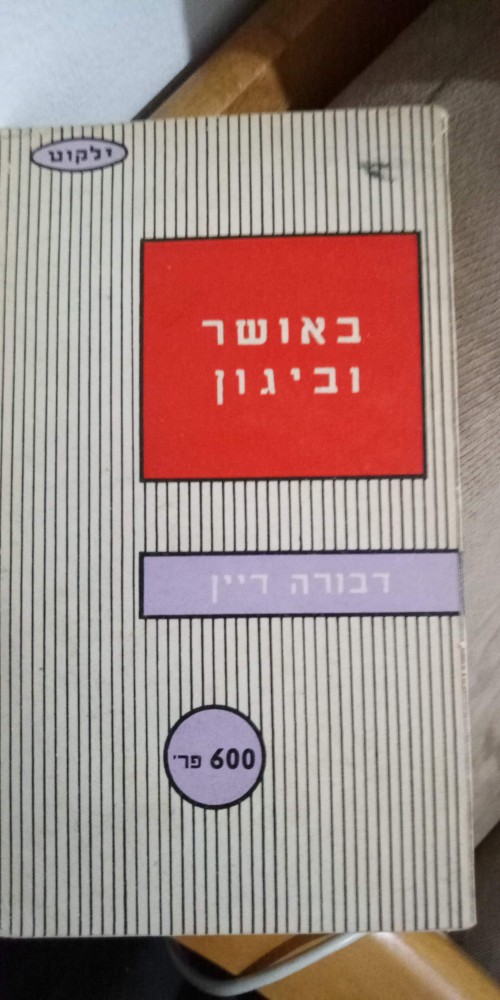 ילקוט
באושר
וביגון
דבורה דיין
600 פר'